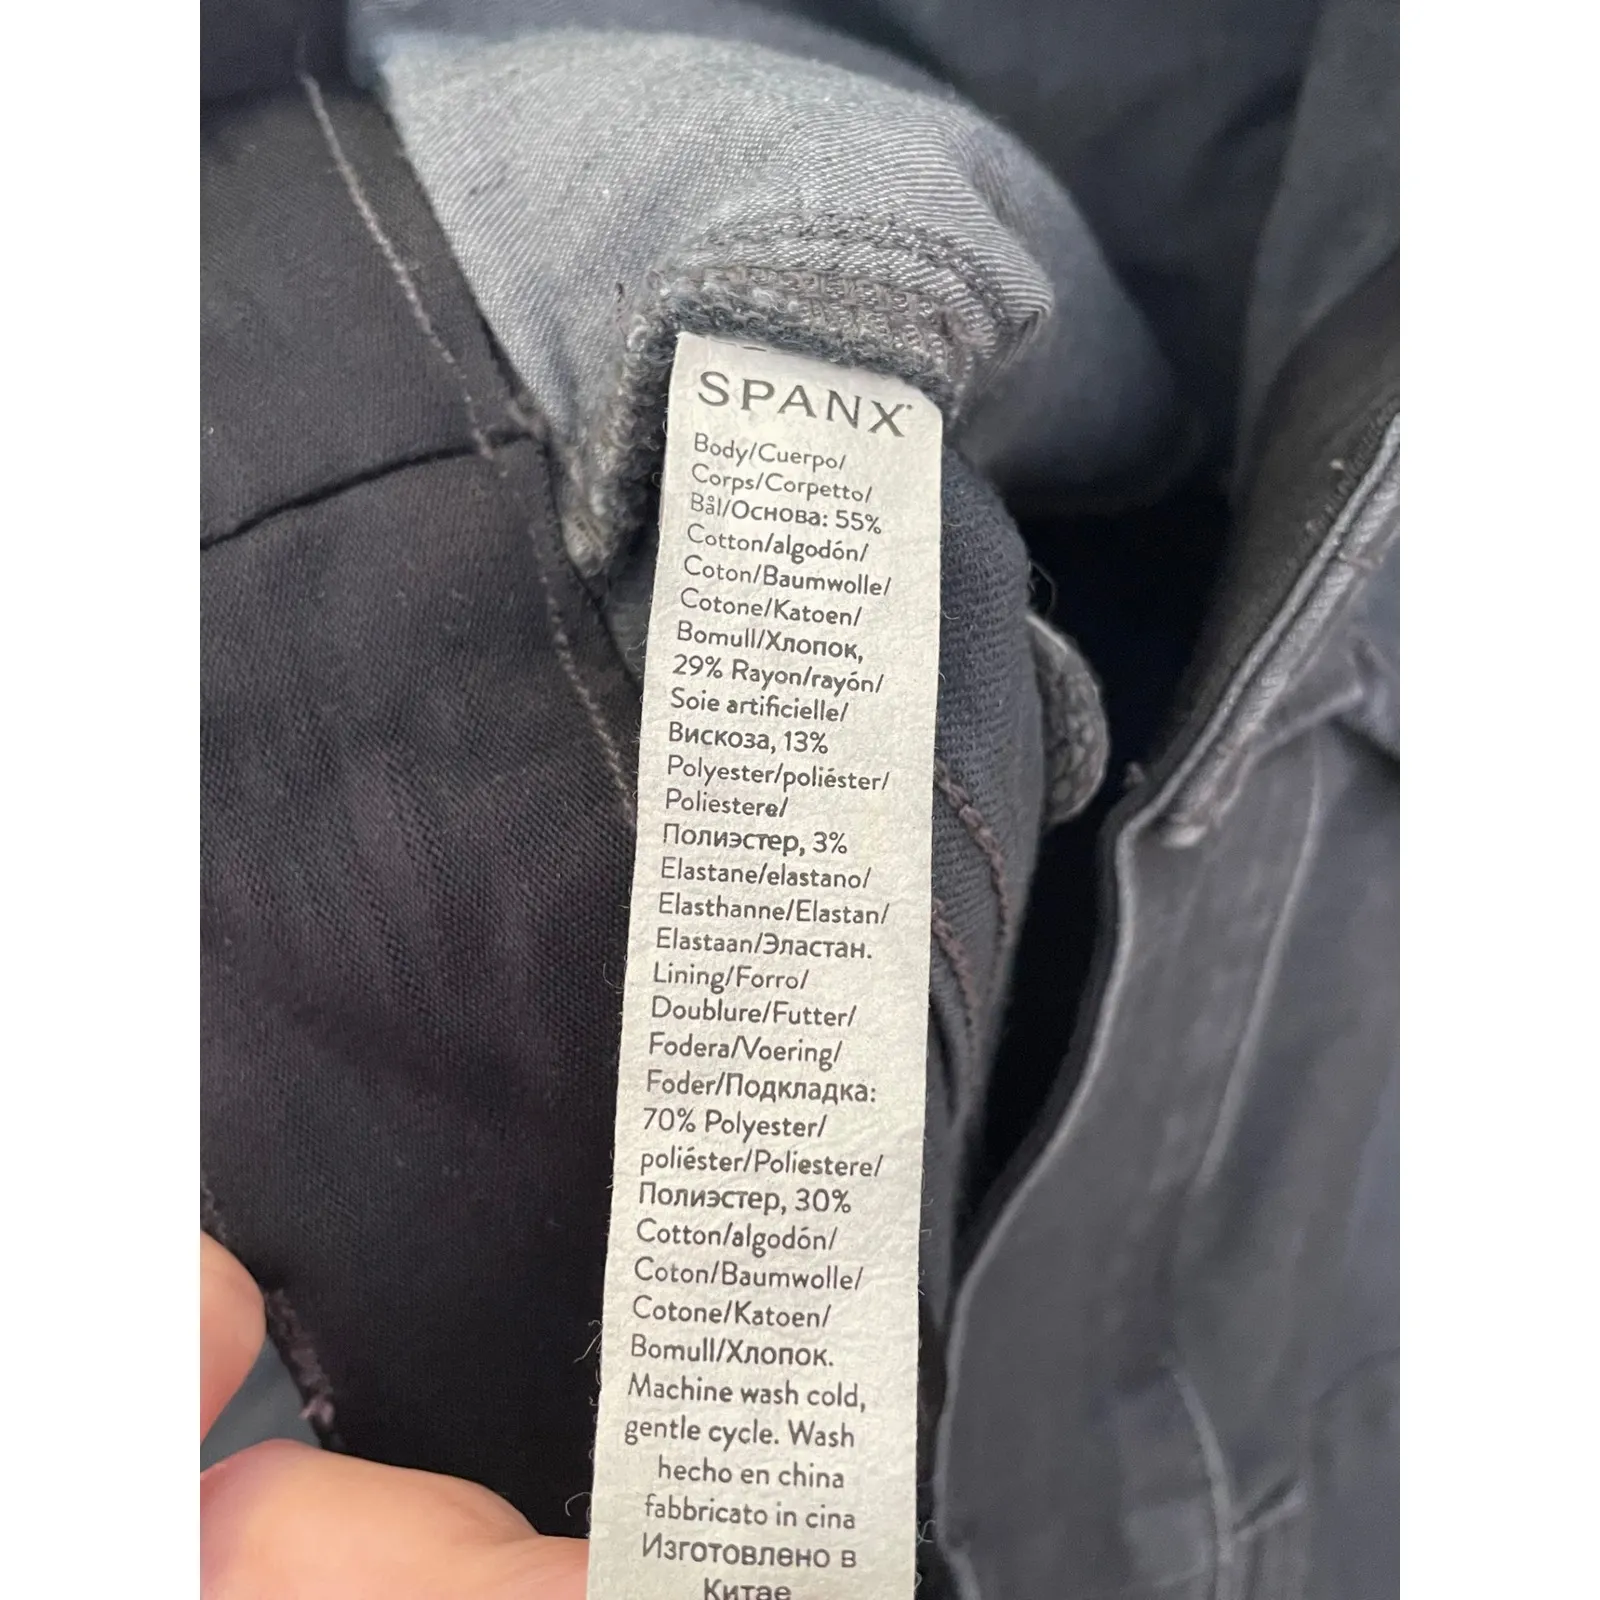 SPANX
Body/Cuerpo/
Corps/Corpetto/
Bål/Основа: 55%
Cotton/algodón/
Coton/Baumwolle/
Cotone/Katoen/
Bomull/Хлопок,
29% Rayon/rayón/
Soie artificielle/
Вискоза, 13%
Polyester/poliéster/
Poliestere/
Полиэстер, 3%
Elastane/elastano/
Elasthanne/Elastan/
Elastaan/Эластан.
Lining/Forro/
Doublure/Futter/
Fodera/Voering/
Foder/Подкладка:
70% Polyester/
poliéster/Poliestere/
Полиэстер, 30%
Cotton/algodón/
Coton/Baumwolle/
Cotone/Katoen/
Bomull/Хлопок.
Machine wash cold,
gentle cycle. Wash
hecho en china
fabbricato in cina
Изготовлено в
Китае